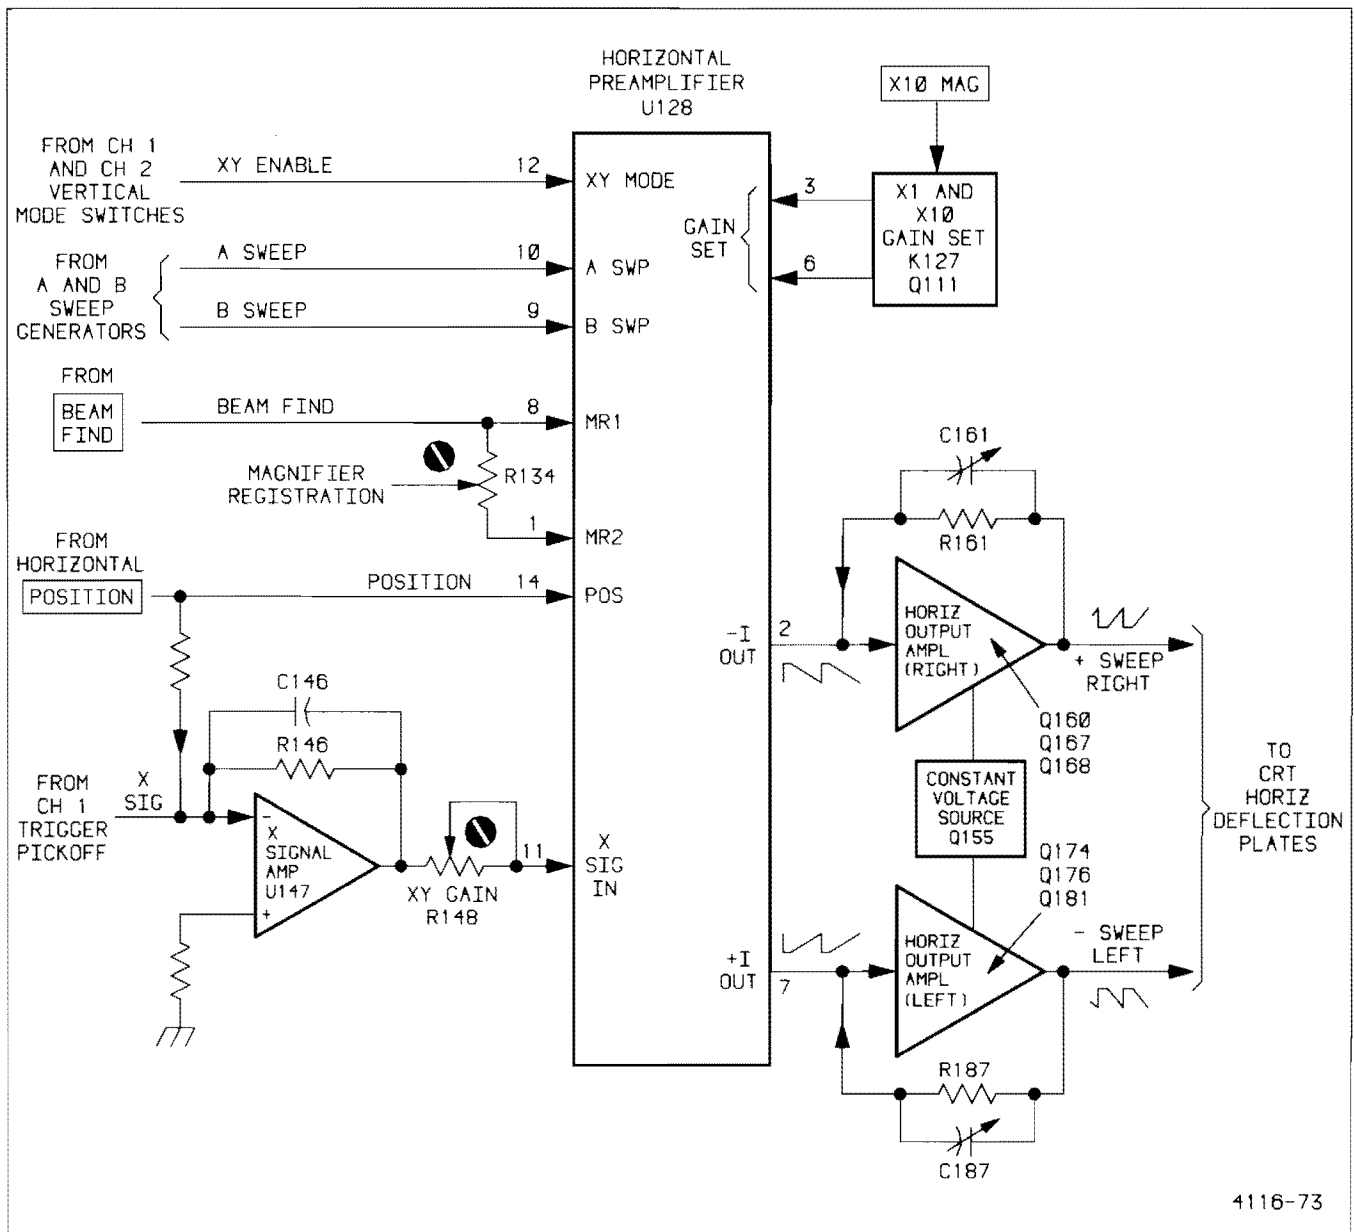 HORIZONTAL
PREAMPLIFIER
U128
X10 MAG
FROM CH 1
AND CH 2
VERTICAL
MODE SWITCHES
XY ENABLE
12
XY MODE
GAIN
SET
3
6
X1 AND
X10
GAIN SET
K127
Q111
FROM
A AND B
SWEEP
GENERATORS
A SWEEP
10
A SWP
B SWEEP
9
B SWP
FROM
BEAM
FIND
BEAM FIND
8
MR1
MAGNIFIER
REGISTRATION
R134
1
MR2
FROM
HORIZONTAL
POSITION
POSITION
14
POS
C146
R146
FROM
CH 1
TRIGGER
PICKOFF
X
SIG
-
X
SIGNAL
AMP
U147
+
XY GAIN
R148
11
X
SIG
IN
-I
OUT
2
C161
R161
HORIZ
OUTPUT
AMPL
(RIGHT)
+ SWEEP
RIGHT
Q160
Q167
Q168
CONSTANT
VOLTAGE
SOURCE
Q155
Q174
Q176
Q181
+I
OUT
7
HORIZ
OUTPUT
AMPL
(LEFT)
- SWEEP
LEFT
R187
C187
TO
CRT
HORIZ
DEFLECTION
PLATES
4116-73